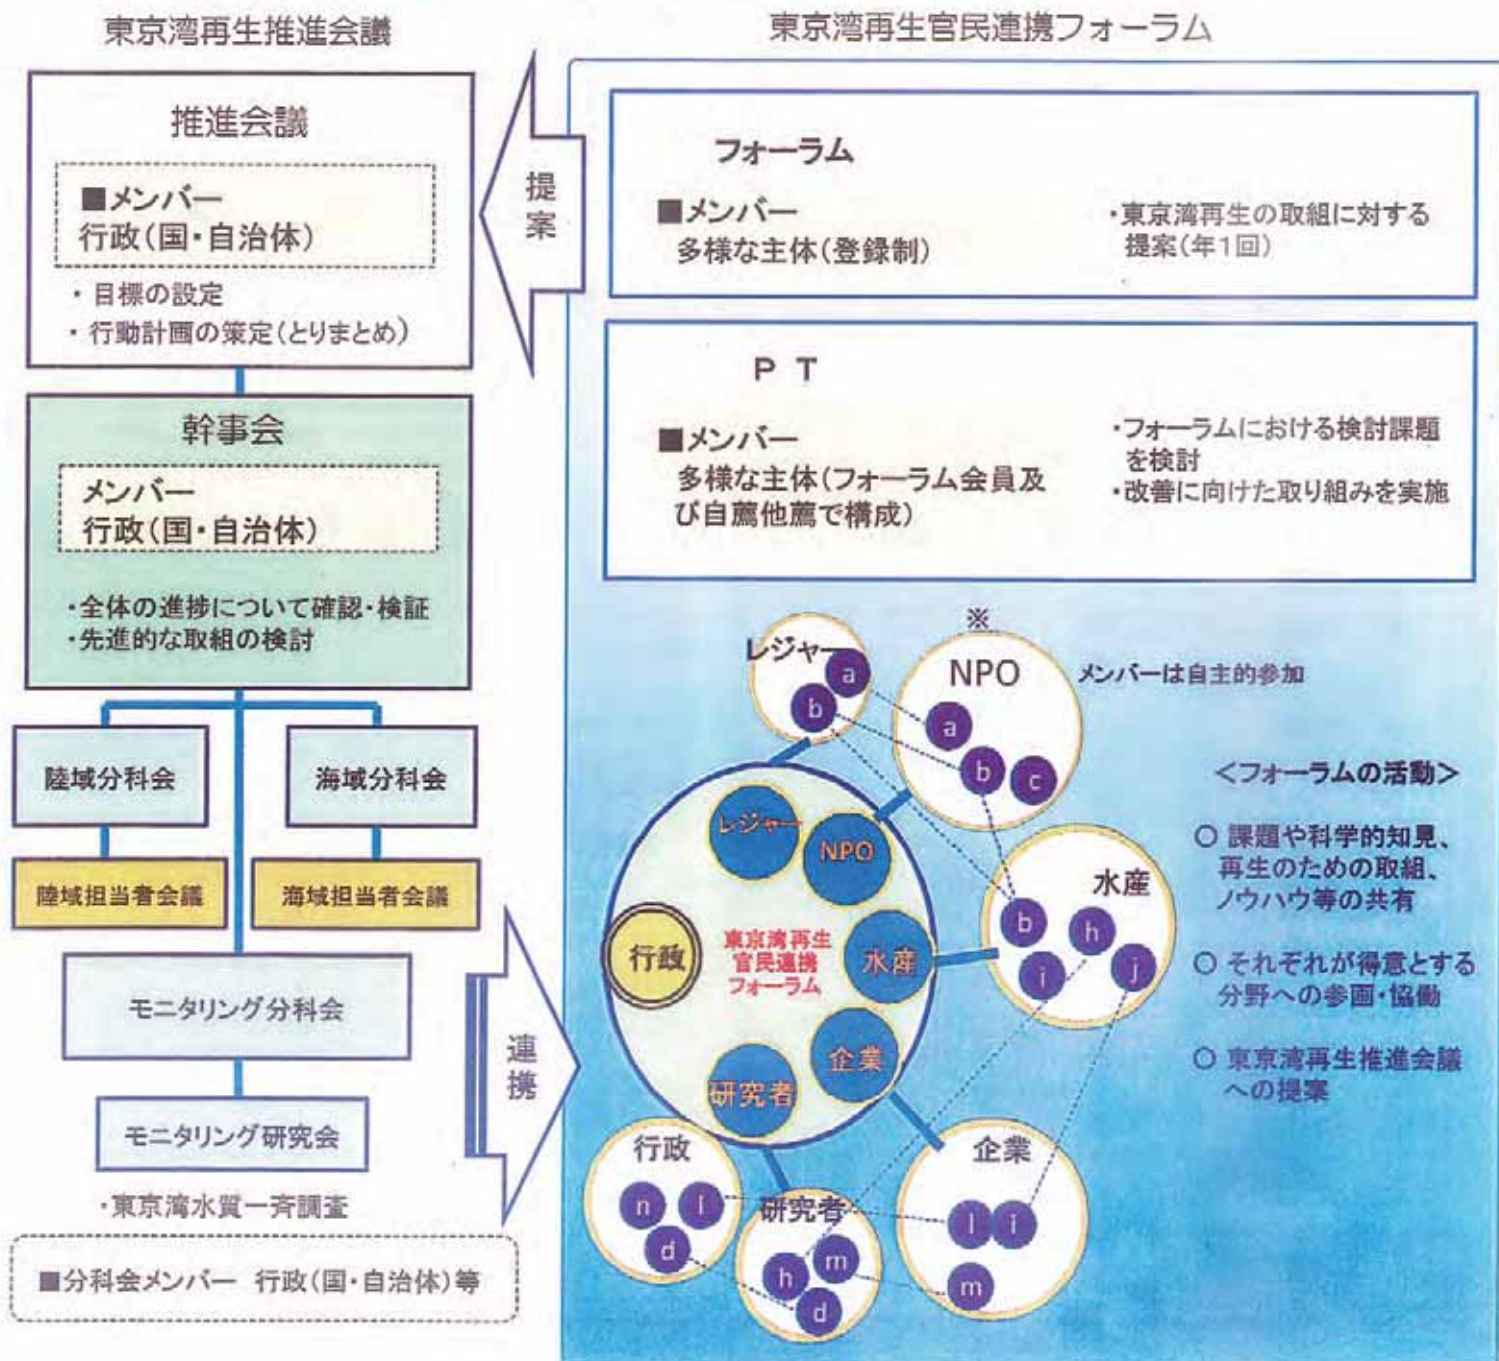 東京湾再生推進会議
推進会議
■メンバー
行政(国・自治体)
・ 目標の設定
・ 行動計画の策定(とりまとめ)
幹事会
メンバー
行政(国・自治体)
・全体の進捗について確認・検証
・先進的な取組の検討
陸域分科会
海域分科会
陸域担当者会議
海域担当者会議
モニタリング分科会
モニタリング研究会
・東京湾水質一斉調査
■分科会メンバー 行政(国・自治体)等
提案
連携
東京湾再生官民連携フォーラム
フォーラム
■メンバー
多様な主体(登録制)
・東京湾再生の取組に対する
提案(年1回)
P T
■メンバー
多様な主体(フォーラム会員及
び自薦他薦で構成)
・フォーラムにおける検討課題
を検討
・改善に向けた取り組みを実施
レジャー
a
b
※
NPO
a
b
c
メンバーは自主的参加
水産
b
h
i
j
レジャー
NPO
水産
企業
研究者
行政
東京湾再生
官民連携
フォーラム
行政
n
l
d
研究者
h
m
d
企業
l
i
m
<フォーラムの活動>
○ 課題や科学的知見、
再生のための取組、
ノウハウ等の共有
○ それぞれが得意とする
分野への参画・協働
○ 東京湾再生推進会議
への提案